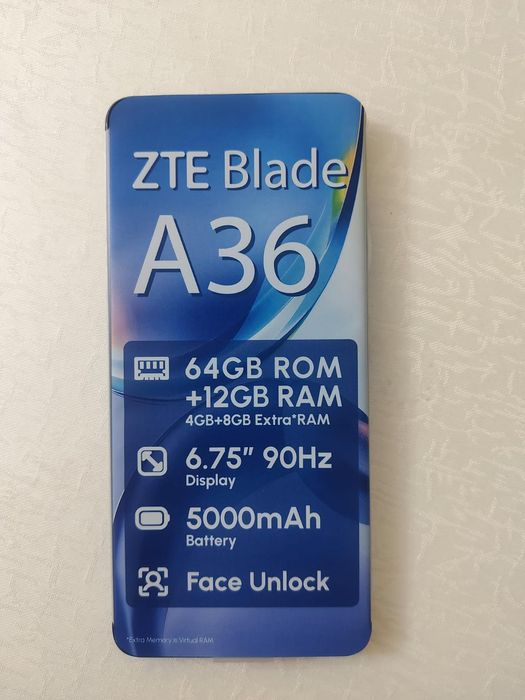 ZTE Blade
A36
64GB ROM
+12GB RAM
4GB+8GB Extra*RAM
6.75" 90Hz
Display
5000mAh
Battery
Face Unlock
*Extra Memory is Virtual RAM